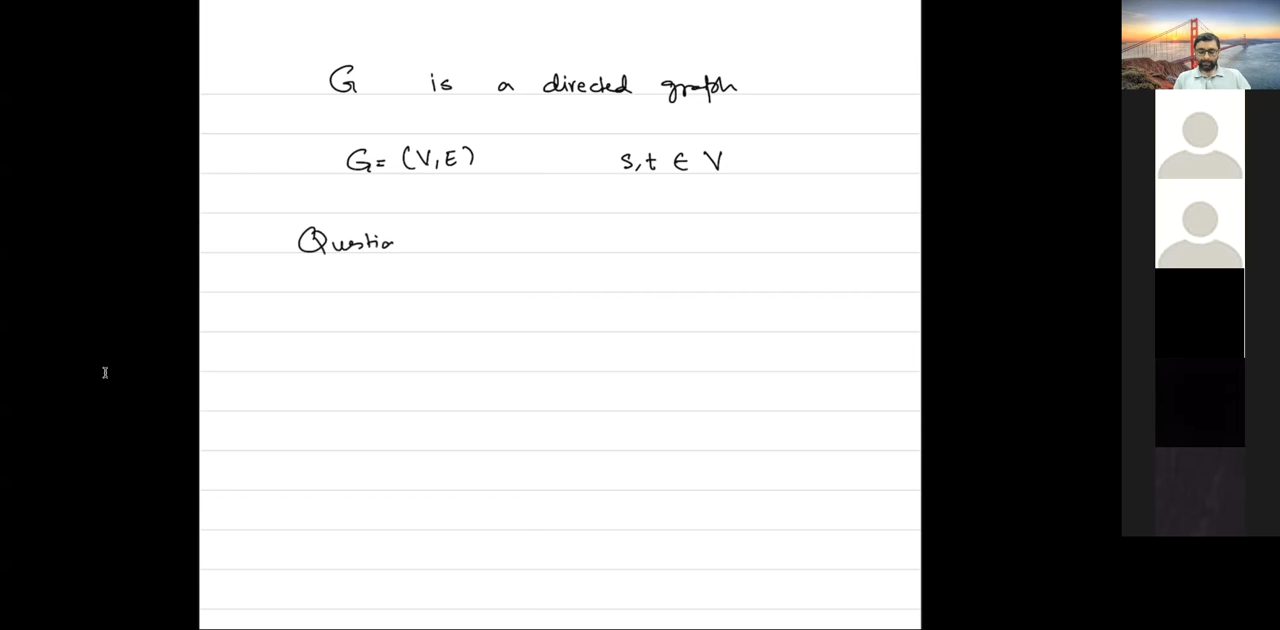 G is a directed graph
G = (V, E) s, t ∈ V
Questio